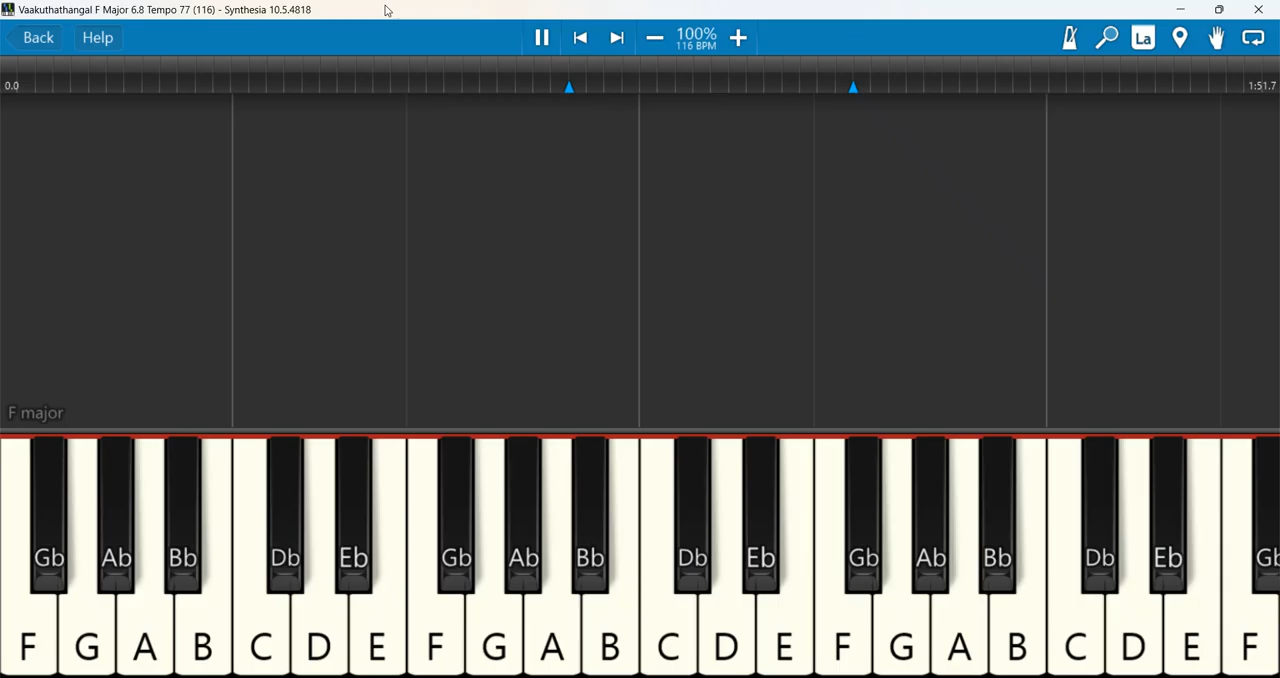 Vaakuthathangal F Major 6.8 Tempo 77 (116) - Synthesia 10.5.4818
Back Help 100% La
116 BPM
0.0 1:51.7
F major
Gb Ab Bb Db Eb Gb Ab Bb Db Eb Gb Ab Bb Db Eb Gb
F G A B C D E F G A B C D E F G A B C D E F